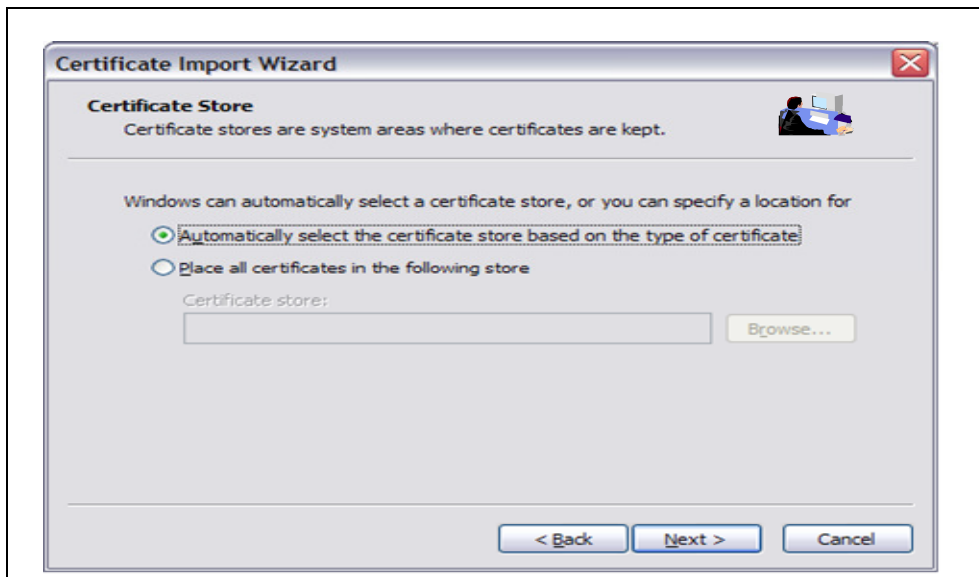 Certificate Import Wizard
Certificate Store
Certificate stores are system areas where certificates are kept.
Windows can automatically select a certificate store, or you can specify a location for
Automatically select the certificate store based on the type of certificate
Place all certificates in the following store
Certificate store:
Browse...
< Back Next > Cancel